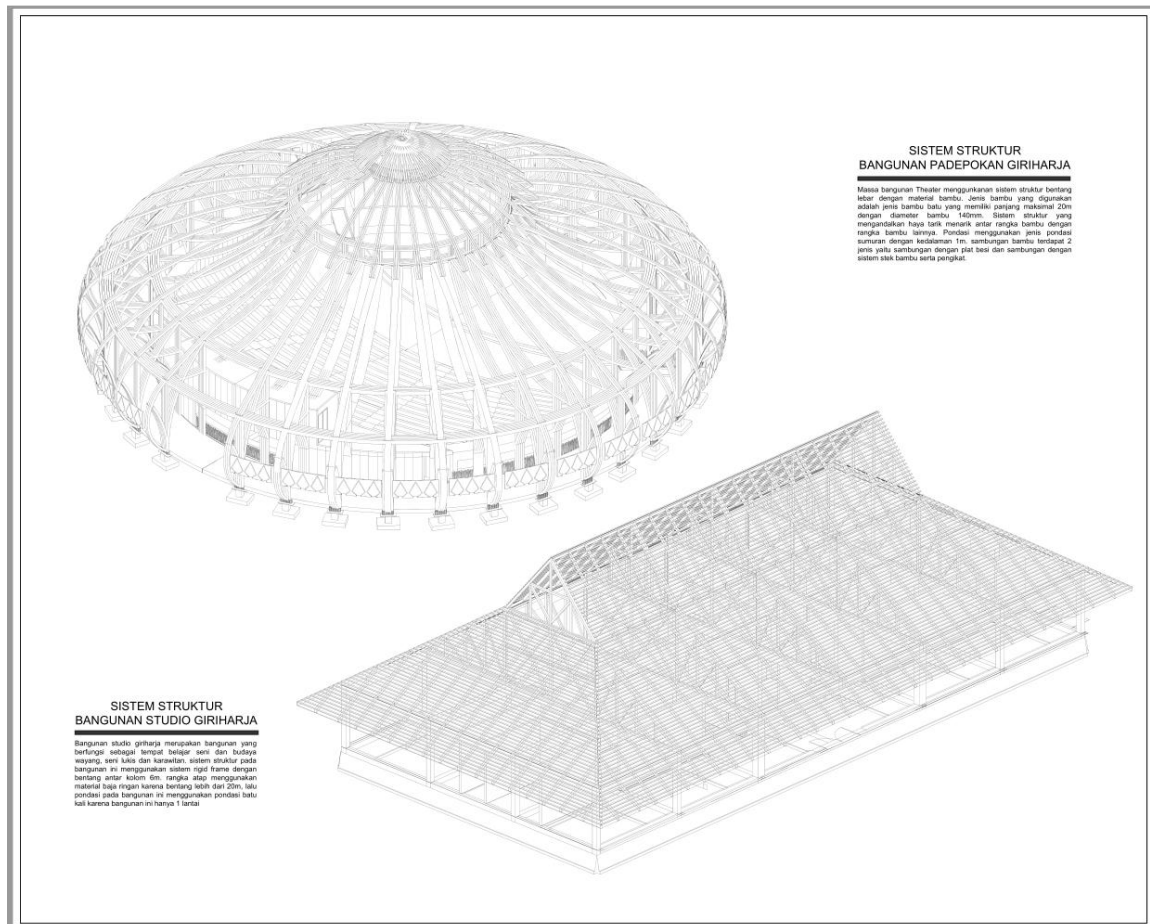 SISTEM STRUKTUR
BANGUNAN PADEPOKAN GIRIHARJA
Massa bangunan Theater menggunkanan sistem struktur bentang
lebar dengan material bambu. Jenis bambu yang digunakan
adalah jenis bambu batu yang memiliki panjang maksimal 20m
dengan diameter bambu 140mm. Sistem struktur yang
mengandalkan haya tarik menarik antar rangka bambu dengan
rangka bambu lainnya. Pondasi menggunakan jenis pondasi
sumuran dengan kedalaman 1m. sambungan bambu terdapat 2
jenis yaitu sambungan dengan plat besi dan sambungan dengan
sistem stek bambu serta pengikat.
SISTEM STRUKTUR
BANGUNAN STUDIO GIRIHARJA
Bangunan studio giriharja merupakan bangunan yang
berfungsi sebagai tempat belajar seni dan budaya
wayang, seni lukis dan karawitan. sistem struktur pada
bangunan ini menggunakan sistem rigid frame dengan
bentang antar kolom 6m. rangka atap menggunakan
material baja ringan karena bentang lebih dari 20m, lalu
pondasi pada bangunan ini menggunakan pondasi batu
kali karena bangunan ini hanya 1 lantai